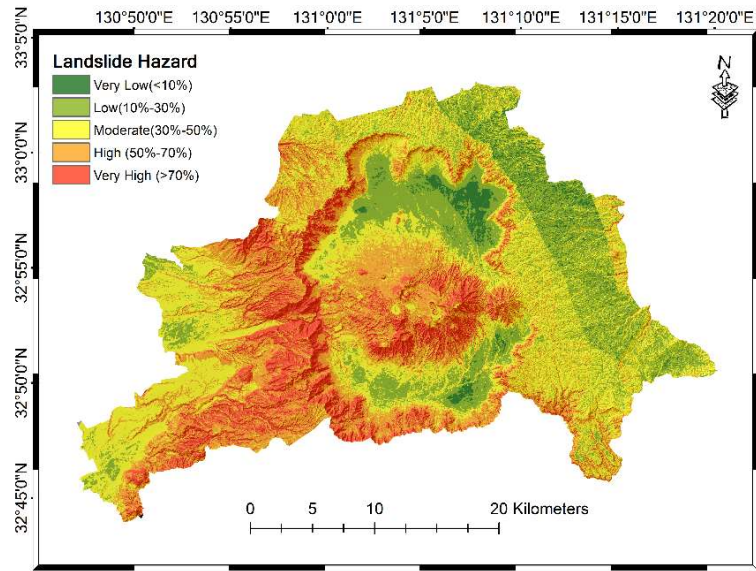 130°50'0"E 130°55'0"E 131°0'0"E 131°5'0"E 131°10'0"E 131°15'0"E 131°20'0"E
33°5'0"N
33°0'0"N
32°55'0"N
32°50'0"N
32°45'0"N
Landslide Hazard
Very Low(<10%)
Low(10%-30%)
Moderate(30%-50%)
High (50%-70%)
Very High (>70%)
N
0 5 10 20 Kilometers